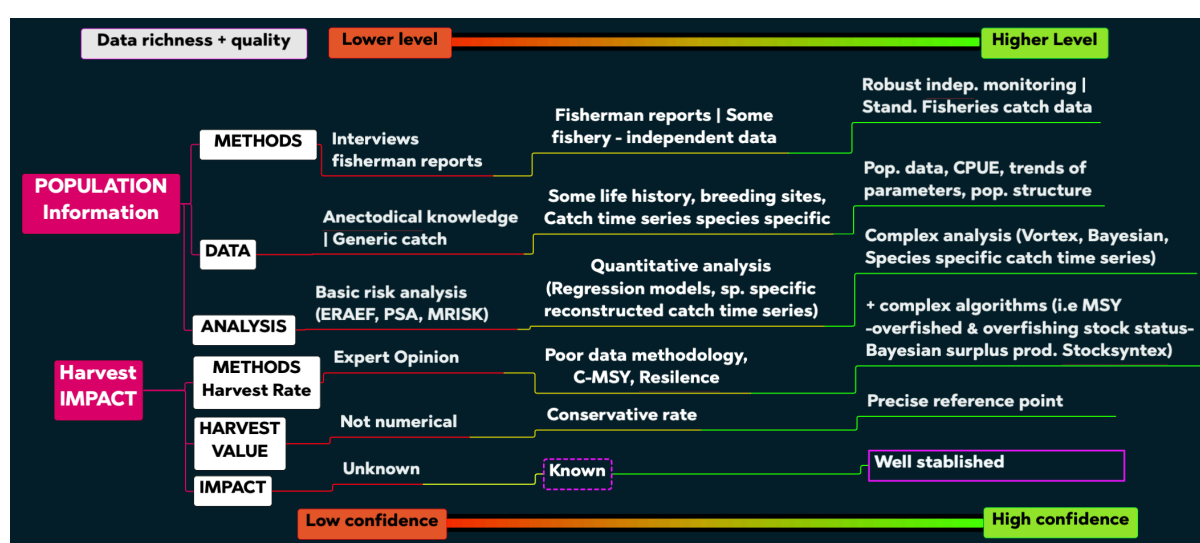 Data richness + quality
Lower level
Higher Level
POPULATION
Information
METHODS
Interviews
fisherman reports
Fisherman reports | Some
fishery - independent data
Robust indep. monitoring |
Stand. Fisheries catch data
DATA
Anectodical knowledge
| Generic catch
Some life history, breeding sites,
Catch time series species specific
Pop. data, CPUE, trends of
parameters, pop. structure
ANALYSIS
Basic risk analysis
(ERAEF, PSA, MRISK)
Quantitative analysis
(Regression models, sp. specific
reconstructed catch time series)
Complex analysis (Vortex, Bayesian,
Species specific catch time series)
Harvest
IMPACT
METHODS
Harvest Rate
Expert Opinion
Poor data methodology,
C-MSY, Resilence
+ complex algorithms (i.e MSY
-overfished & overfishing stock status-
Bayesian surplus prod. Stocksyntex)
HARVEST
VALUE
Not numerical
Conservative rate
Precise reference point
IMPACT
Unknown
Known
Well stablished
Low confidence
High confidence